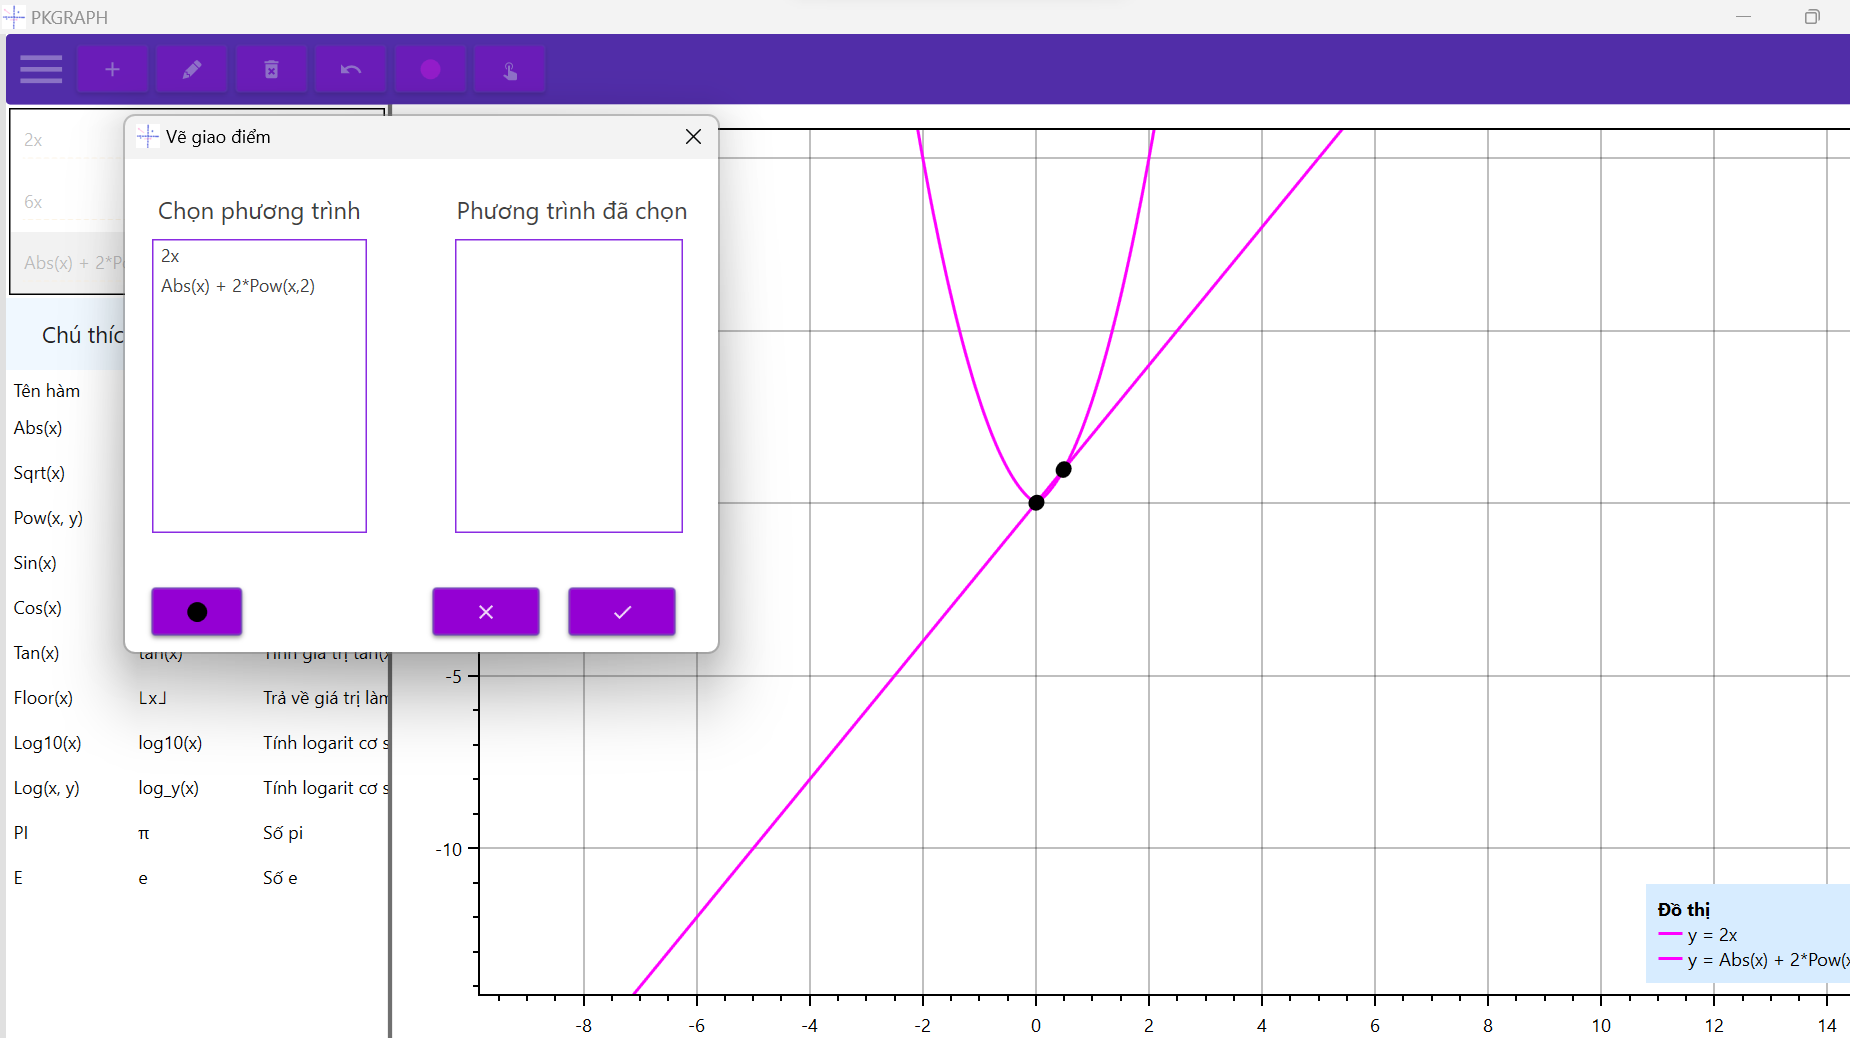 PKGRAPH
2x
6x
Abs(x) + 2*P
Vẽ giao điểm
Chọn phương trình
Phương trình đã chọn
2x
Abs(x) + 2*Pow(x,2)
Chú thíc
Tên hàm
Abs(x)
Sqrt(x)
Pow(x, y)
Sin(x)
Cos(x)
Tan(x) tan(x) Tính giá trị tan(x
Floor(x) ⌊x⌋ Trả về giá trị làm
Log10(x) log10(x) Tính logarit cơ s
Log(x, y) log_y(x) Tính logarit cơ s
PI π Số pi
E e Số e
-5
-10
-8 -6 -4 -2 0 2 4 6 8 10 12 14
Đồ thị
y = 2x
y = Abs(x) + 2*Pow(x